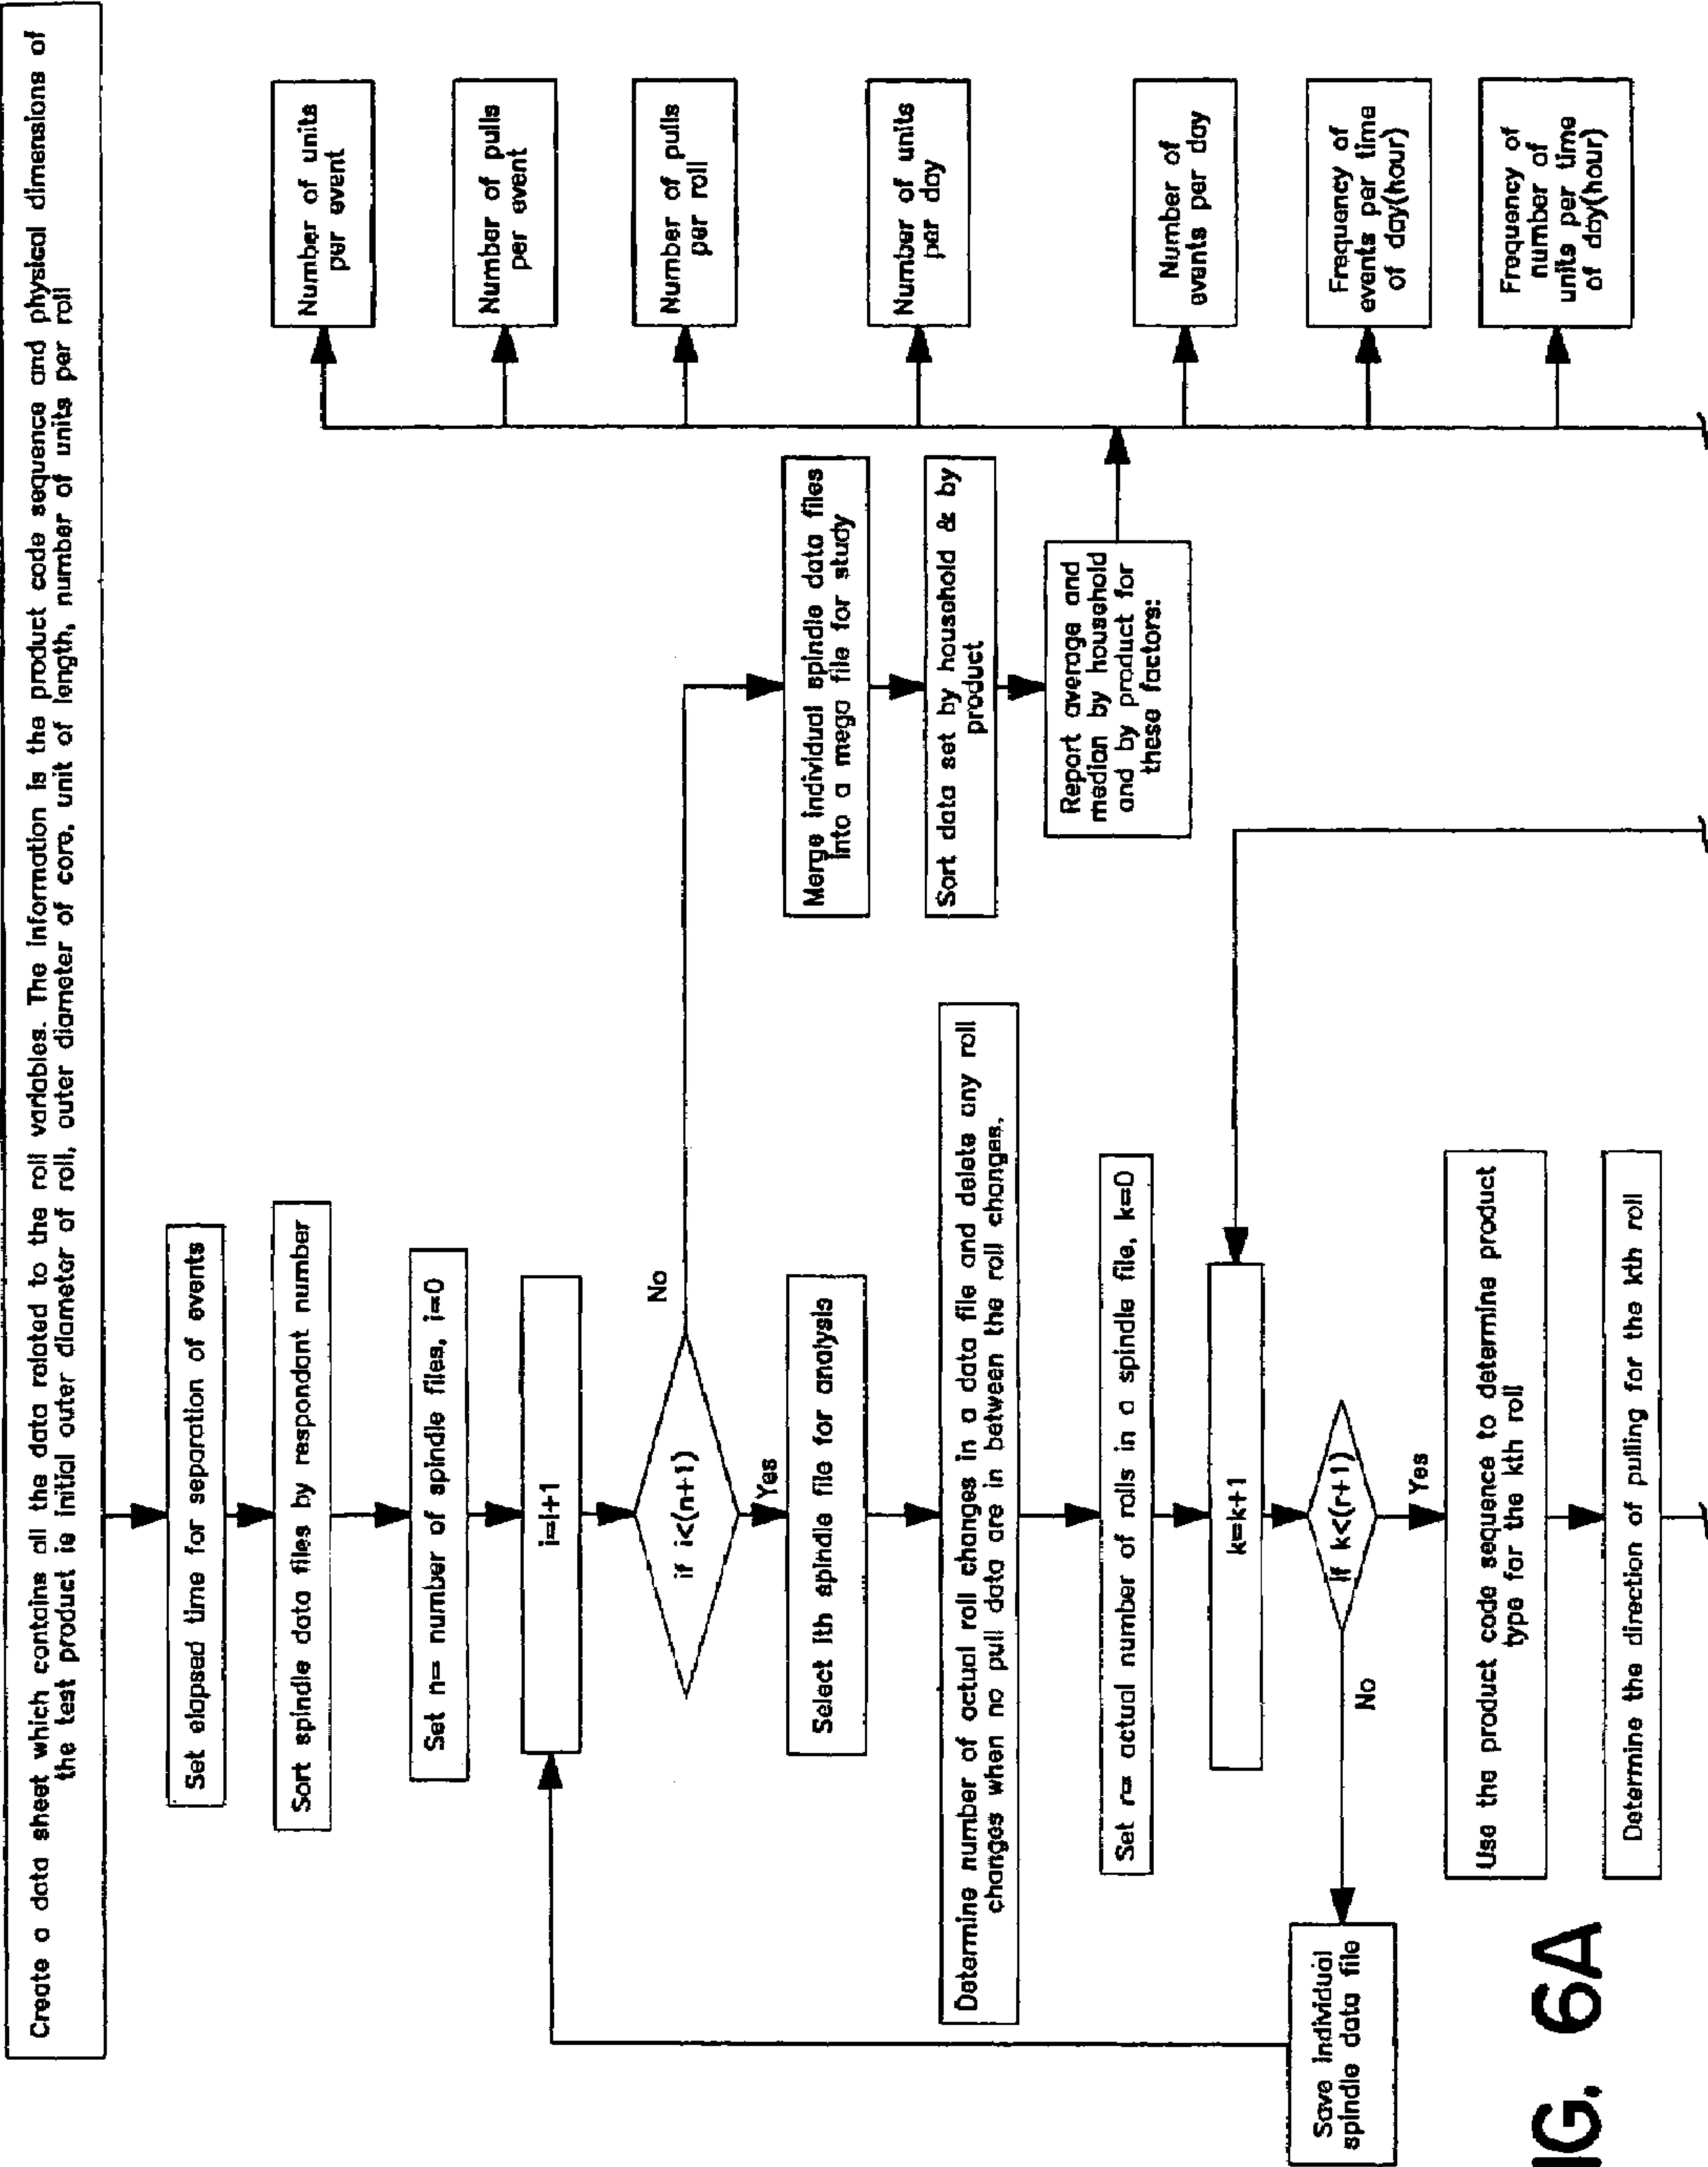 Create a data sheet which contains all the data related to the roll variables. The information is the product code sequence and physical dimensions of
the test product ie initial outer diameter of roll, outer diameter of core, unit of length, number of units per roll
Set elapsed time for separation of events
Sort spindle data files by respondant number
Set n= number of spindle files, i=0
i=i+1
if i<(n+1)
No
Yes
Select ith spindle file for analysis
Determine number of actual roll changes in a data file and delete any roll
changes when no pull data are in between the roll changes.
Set r= actual number of rolls in a spindle file, k=0
k=k+1
if k<(r+1)
No
Yes
Save individual
spindle data file
Use the product code sequence to determine product
type for the kth roll
Determine the direction of pulling for the kth roll
Merge individual spindle data files
into a mega file for study
Sort data set by household & by
product
Report average and
median by household
and by product for
these factors:
Number of units
per event
Number of pulls
per event
Number of pulls
per roll
Number of units
per day
Number of
events per day
Frequency of
events per time
of day(hour)
Frequency of
number of
units per time
of day(hour)
IG. 6A